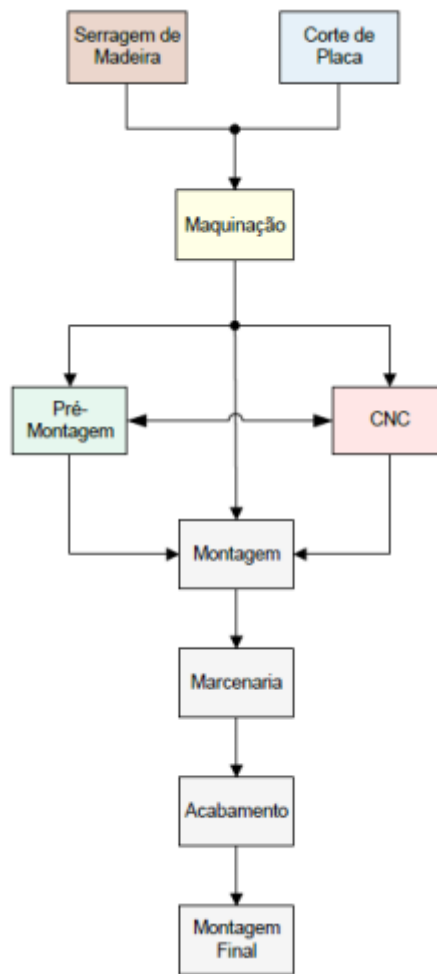 Serragem de
Madeira
Corte de
Placa
Maquinação
Pré-
Montagem
CNC
Montagem
Marcenaria
Acabamento
Montagem
Final